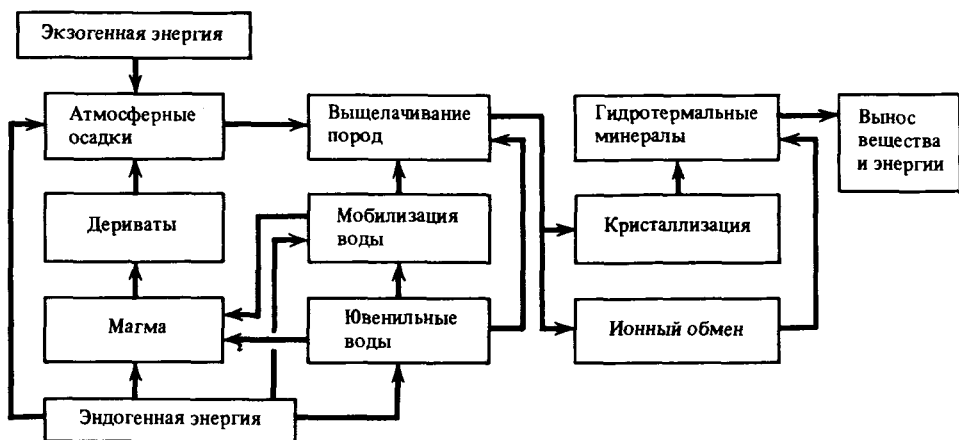 Экзогенная энергия
Атмосферные
осадки
Выщелачивание
пород
Гидротермальные
минералы
Вынос
вещества
и энергии
Дериваты
Мобилизация
воды
Кристаллизация
Магма
Ювенильные
воды
Ионный обмен
Эндогенная энергия